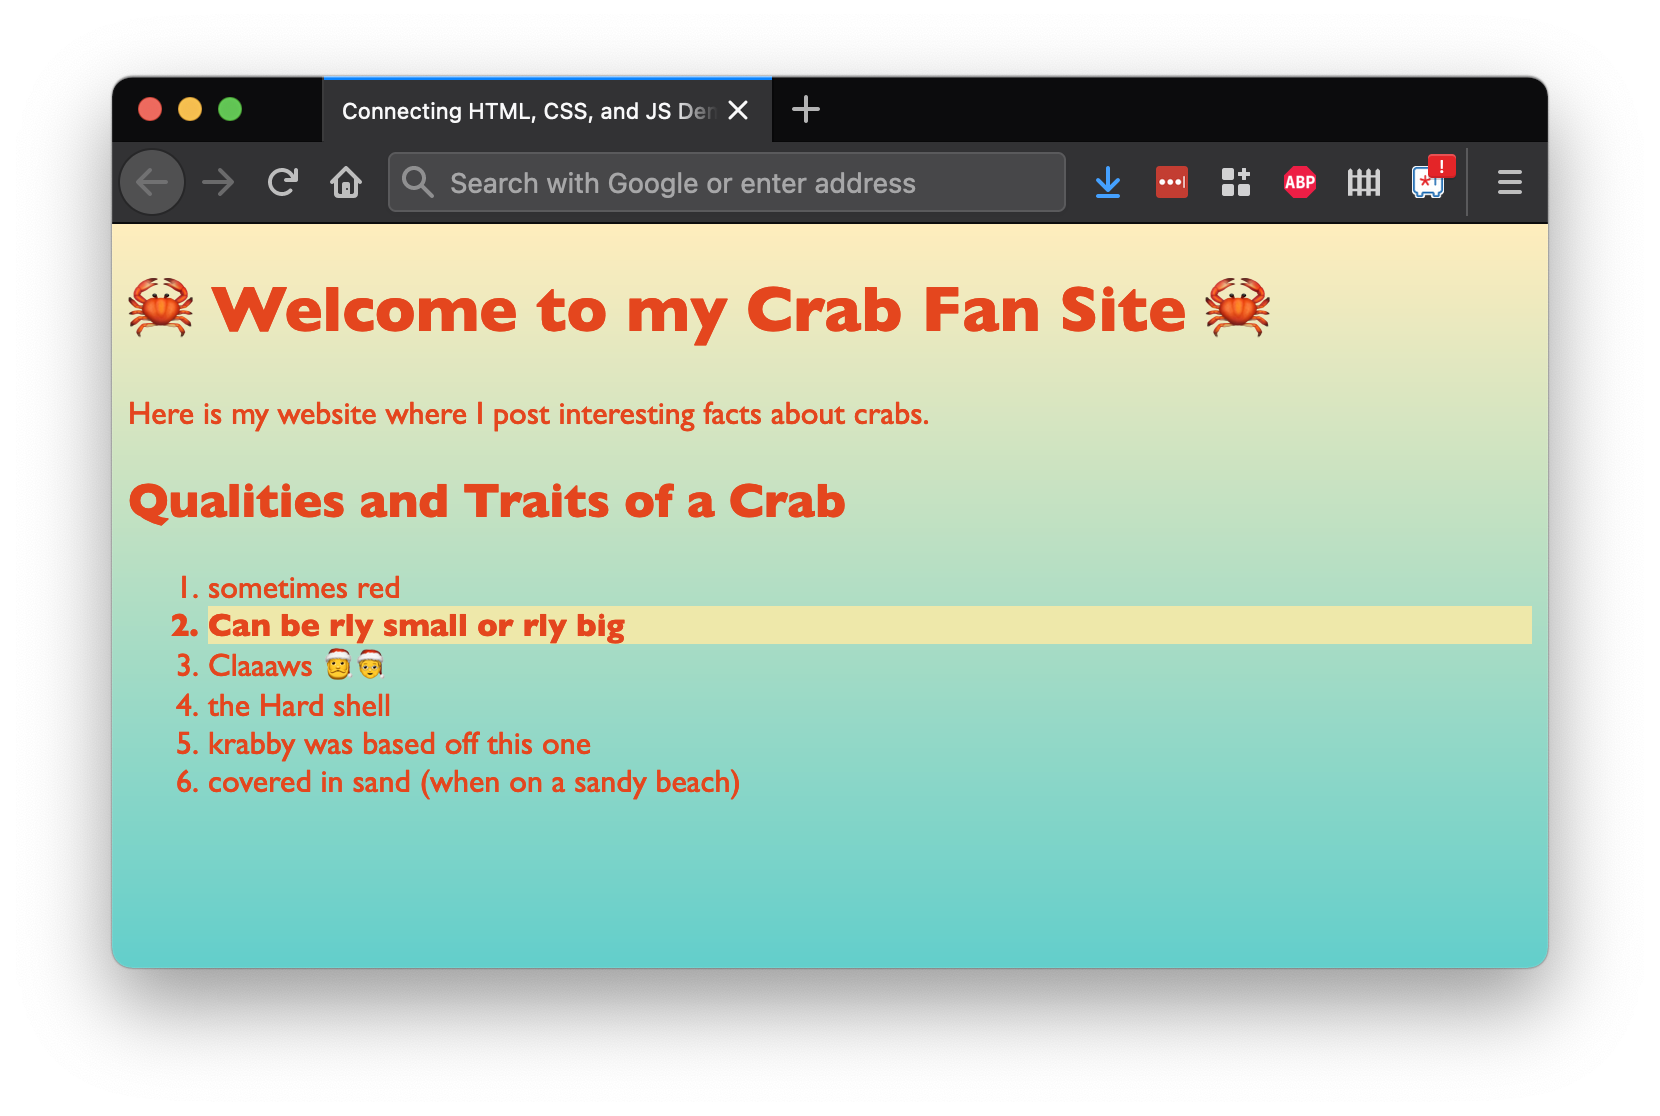 Connecting HTML, CSS, and JS Dem
Search with Google or enter address
ABP
🦀 Welcome to my Crab Fan Site 🦀
Here is my website where I post interesting facts about crabs.
Qualities and Traits of a Crab
1. sometimes red
2. Can be rly small or rly big
3. Claaaws 🎅🤶
4. the Hard shell
5. krabby was based off this one
6. covered in sand (when on a sandy beach)